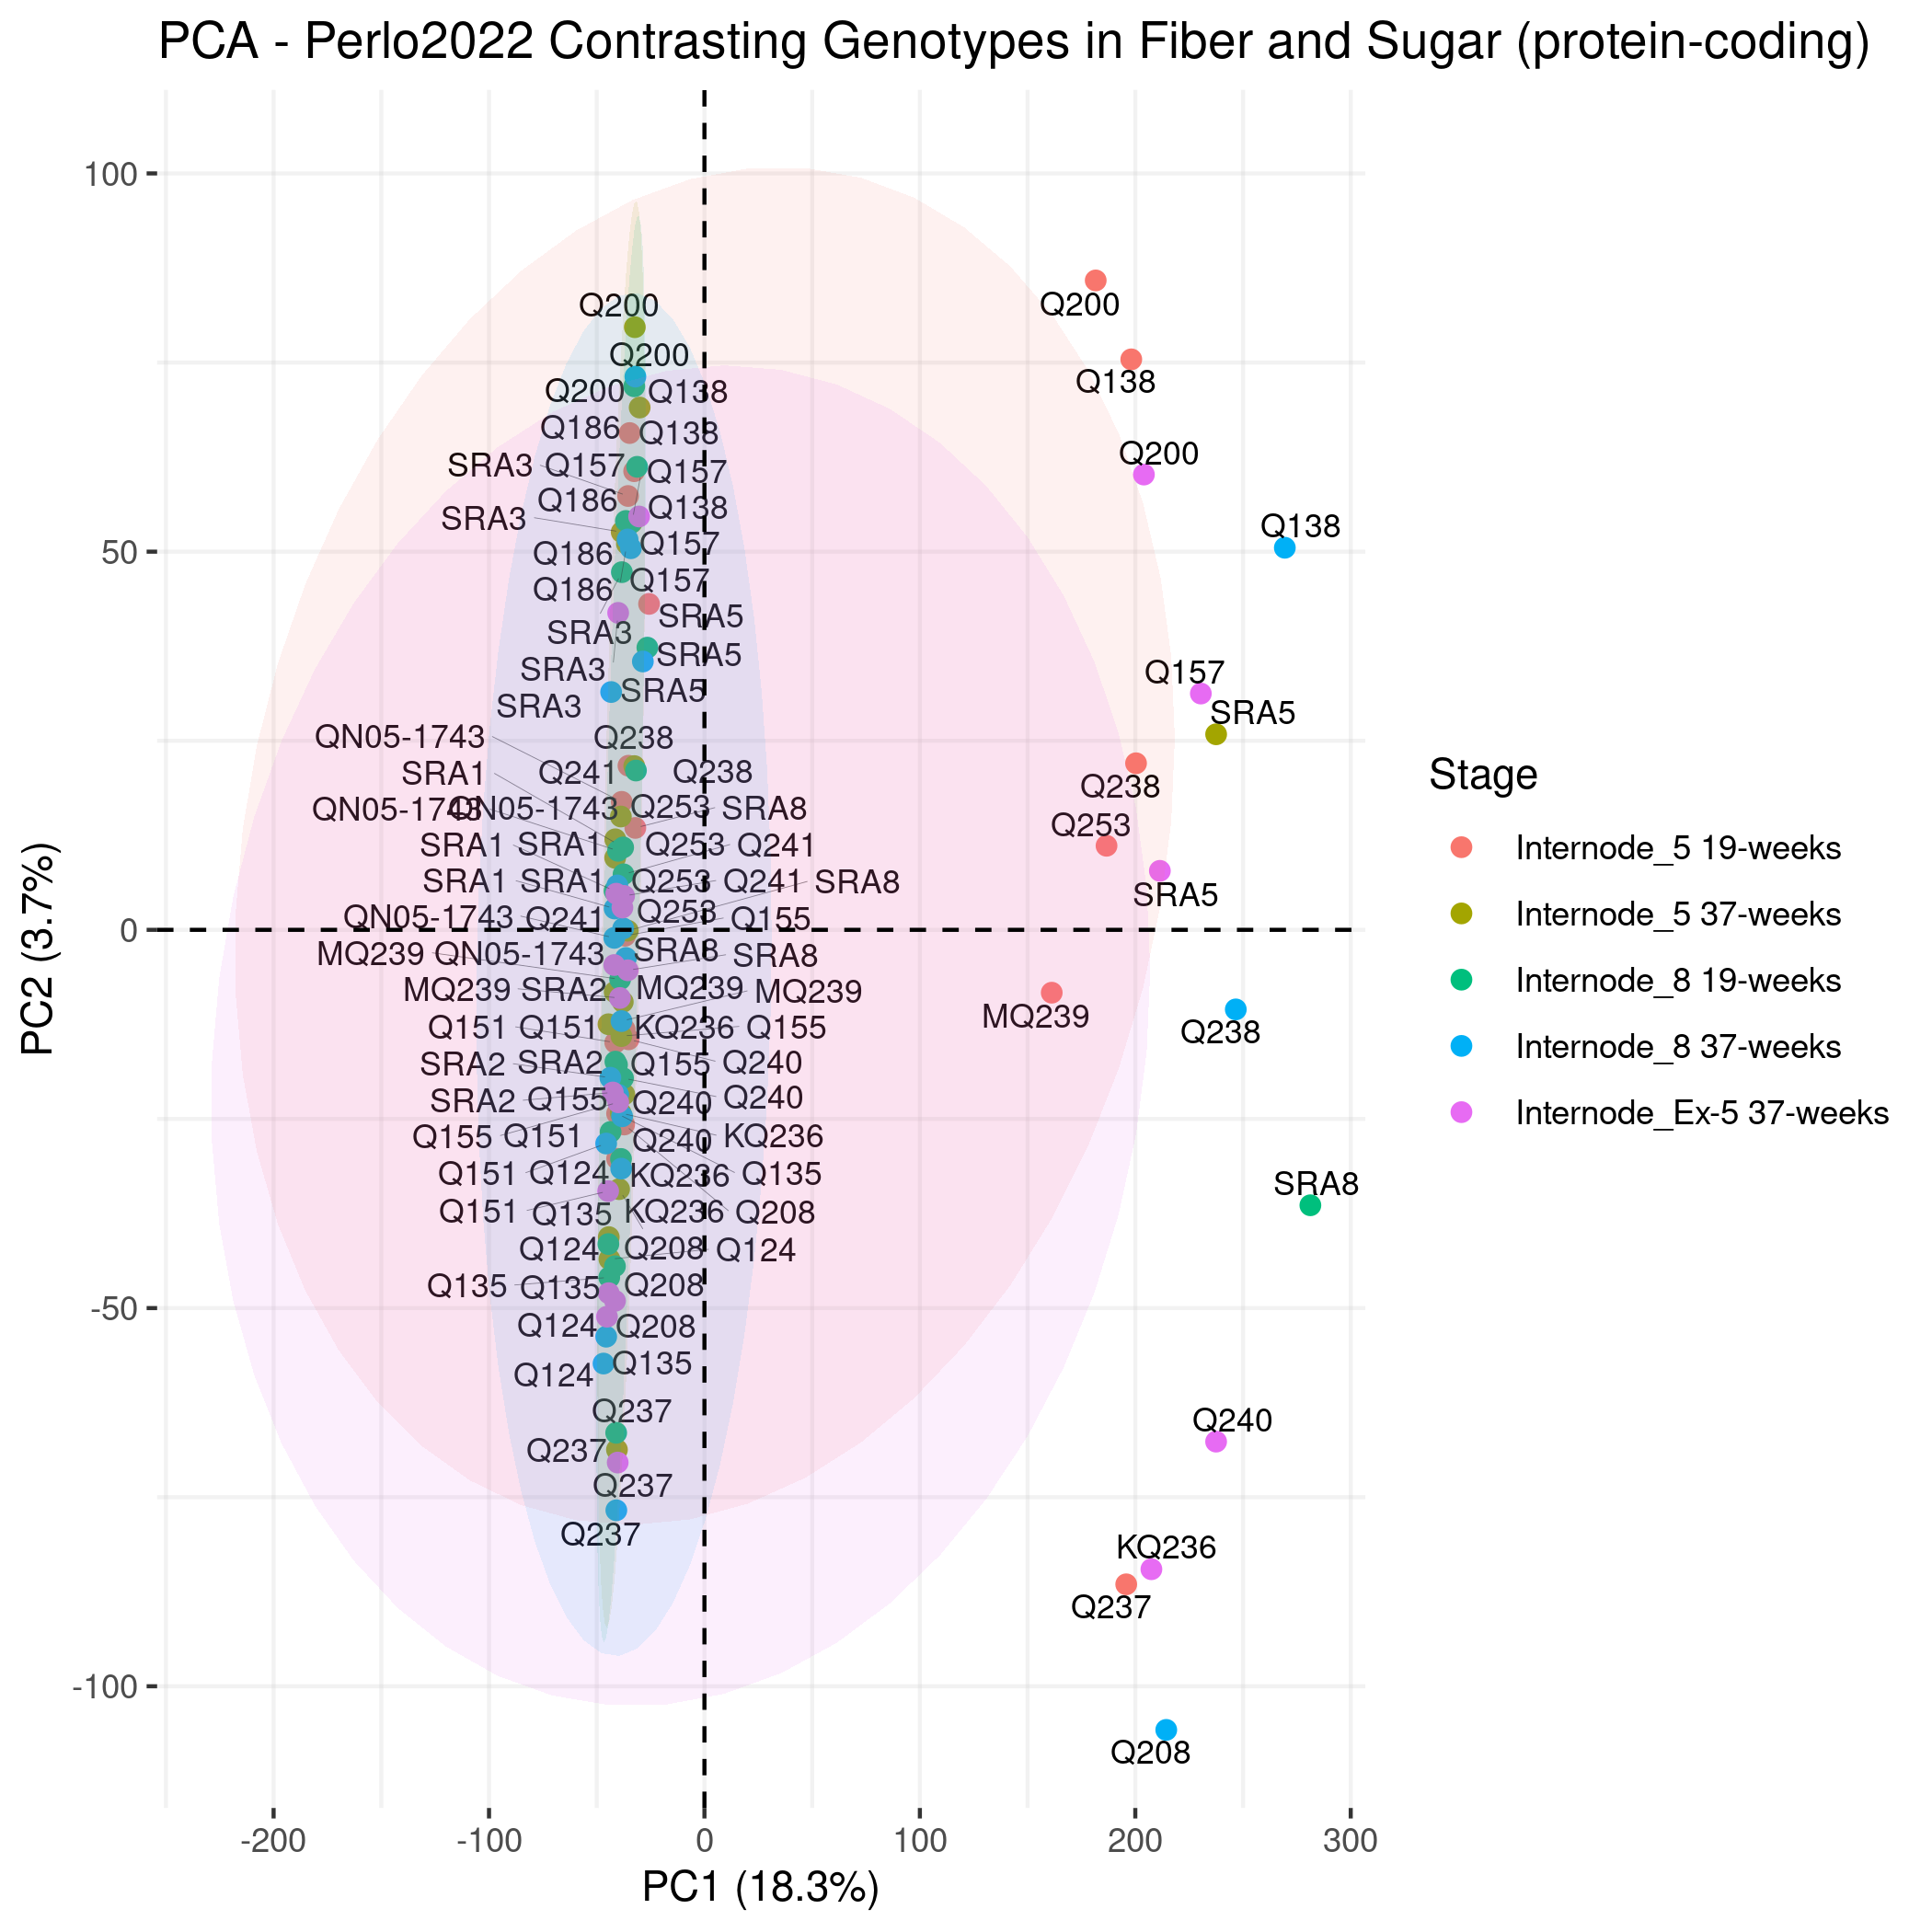 PCA - Perlo2022 Contrasting Genotypes in Fiber and Sugar (protein-coding)
100
Q200
Q200
Q200
Q138
Q200
Q200 Q138
Q186 Q138
Q200
SRA3 Q157 Q157
Q186 Q138
SRA3
Q138
50
Q186 Q157
Q186 Q157
SRA5
SRA3
SRA5
SRA3
Q157
SRA3 SRA5
SRA5
QN05-1743 Q238
SRA1 Q241 Q238
Q238
QN05-1743 QN05-1743 Q253 SRA8
Q253
SRA1 SRA1 Q253 Q241
SRA1 SRA1 Q253 Q241 SRA8
SRA5
QN05-1743 Q241 Q253 Q155
0
MQ239 QN05-1743 SRA8 SRA8
MQ239 SRA2 MQ239 MQ239
MQ239
Q151 Q151 KQ236 Q155
Q238
SRA2 SRA2 Q155 Q240
SRA2 Q155 Q240 Q240
Q155 Q151 Q240 KQ236
Q151 Q124 KQ236 Q135
SRA8
Q151 Q135 KQ236 Q208
Q124 Q208 Q124
Q135 Q135 Q208
-50
Q124 Q208
Q124 Q135
Q237
Q240
Q237
Q237
Q237
KQ236
Q237
-100
Q208
-200
-100
0
100
200
300
PC1 (18.3%)
PC2 (3.7%)
Stage
Internode_5 19-weeks
Internode_5 37-weeks
Internode_8 19-weeks
Internode_8 37-weeks
Internode_Ex-5 37-weeks